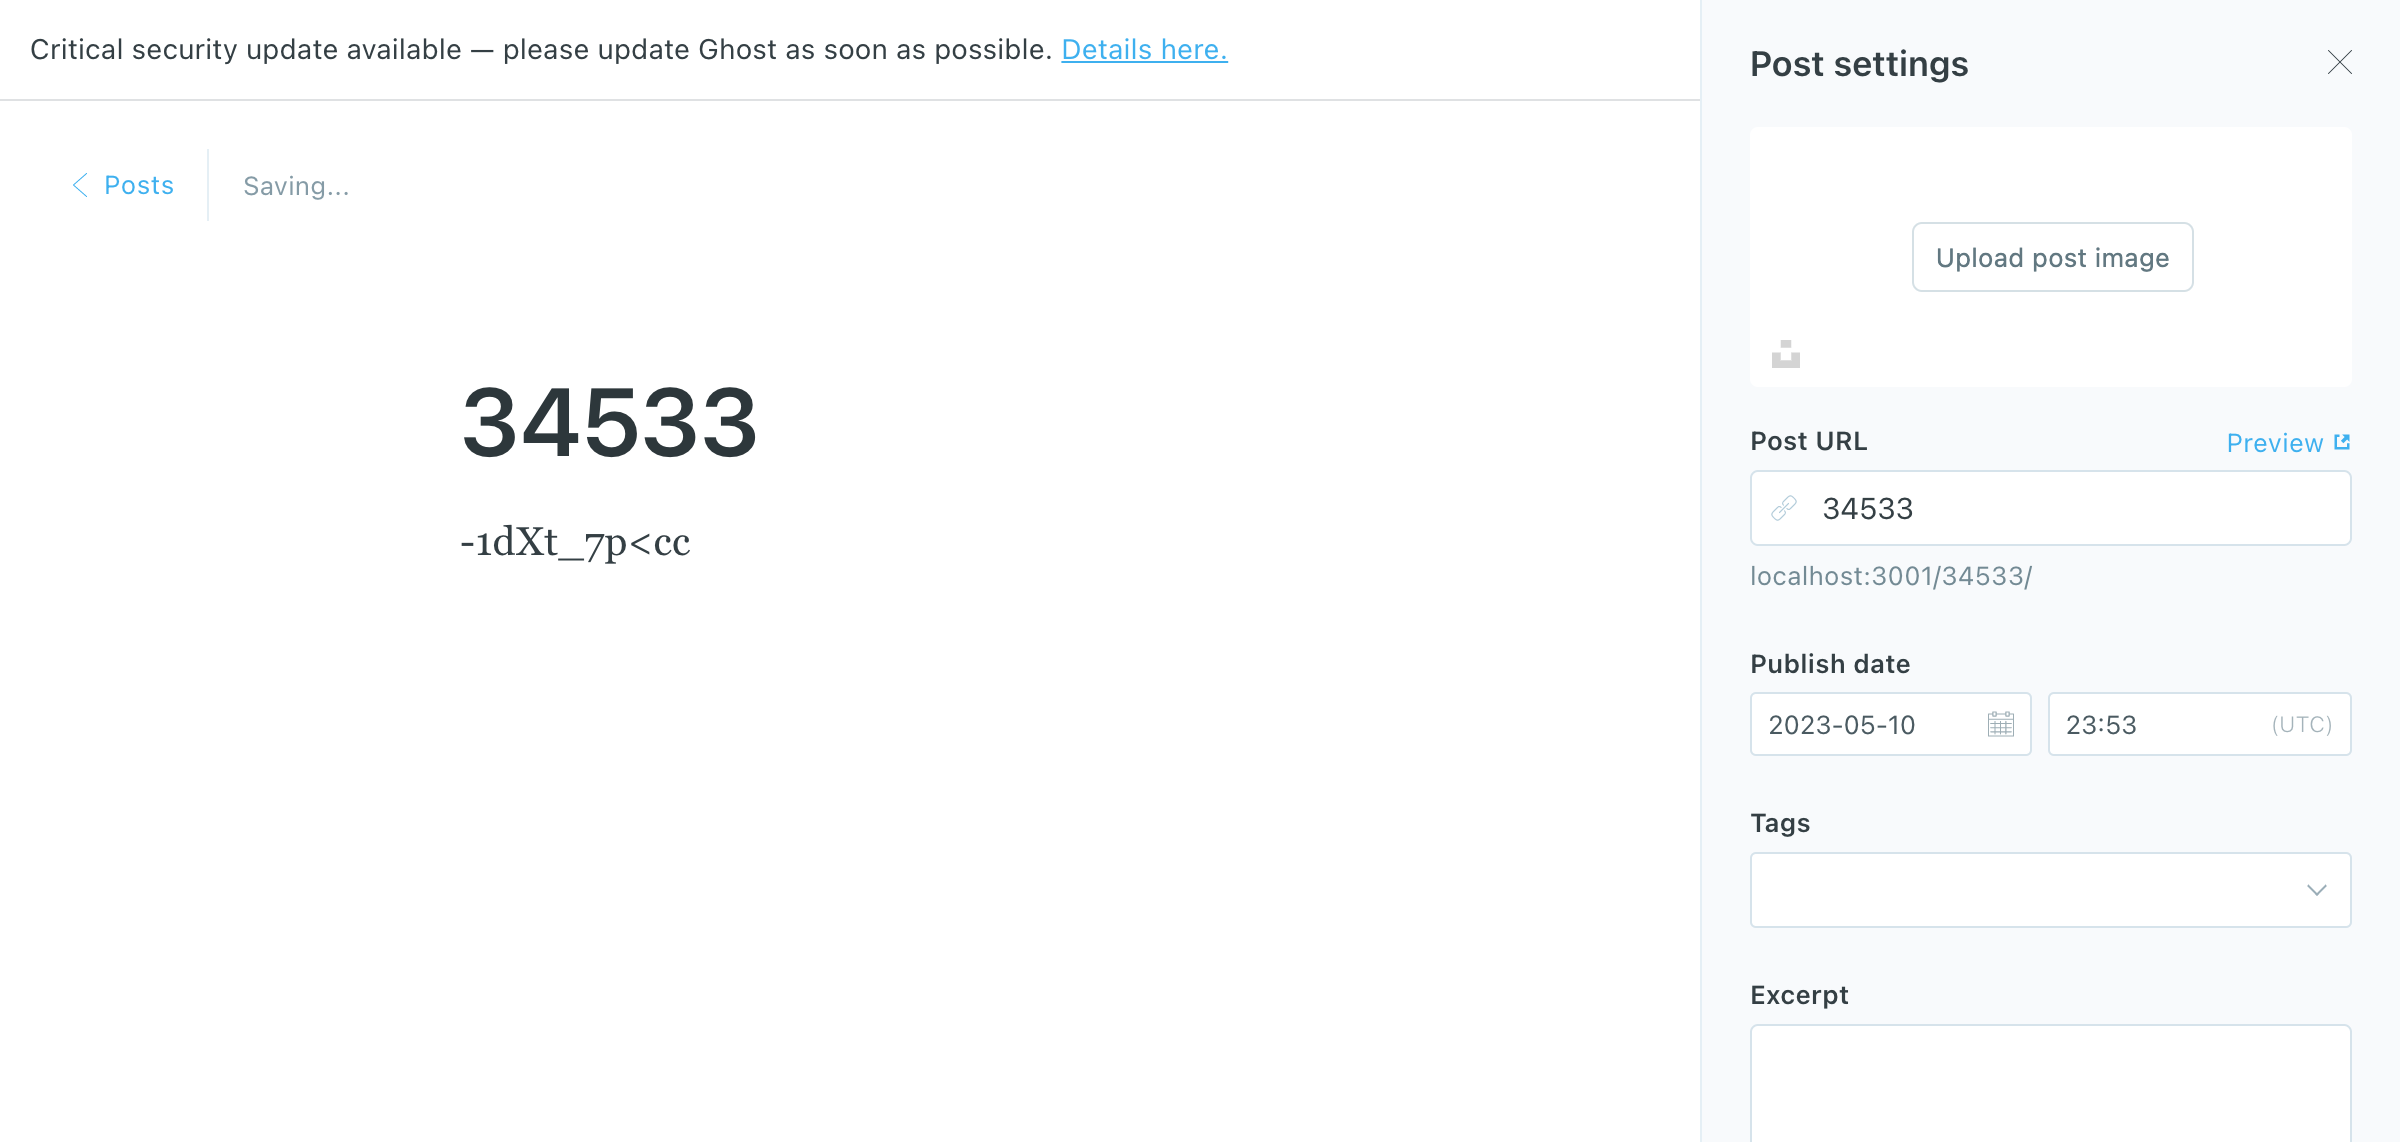 Critical security update available — please update Ghost as soon as possible. Details here.
Posts
Saving...
34533
-1dXt_7p<cc
Post settings
Upload post image
Post URL
Preview
34533
localhost:3001/34533/
Publish date
2023-05-10
23:53
(UTC)
Tags
Excerpt